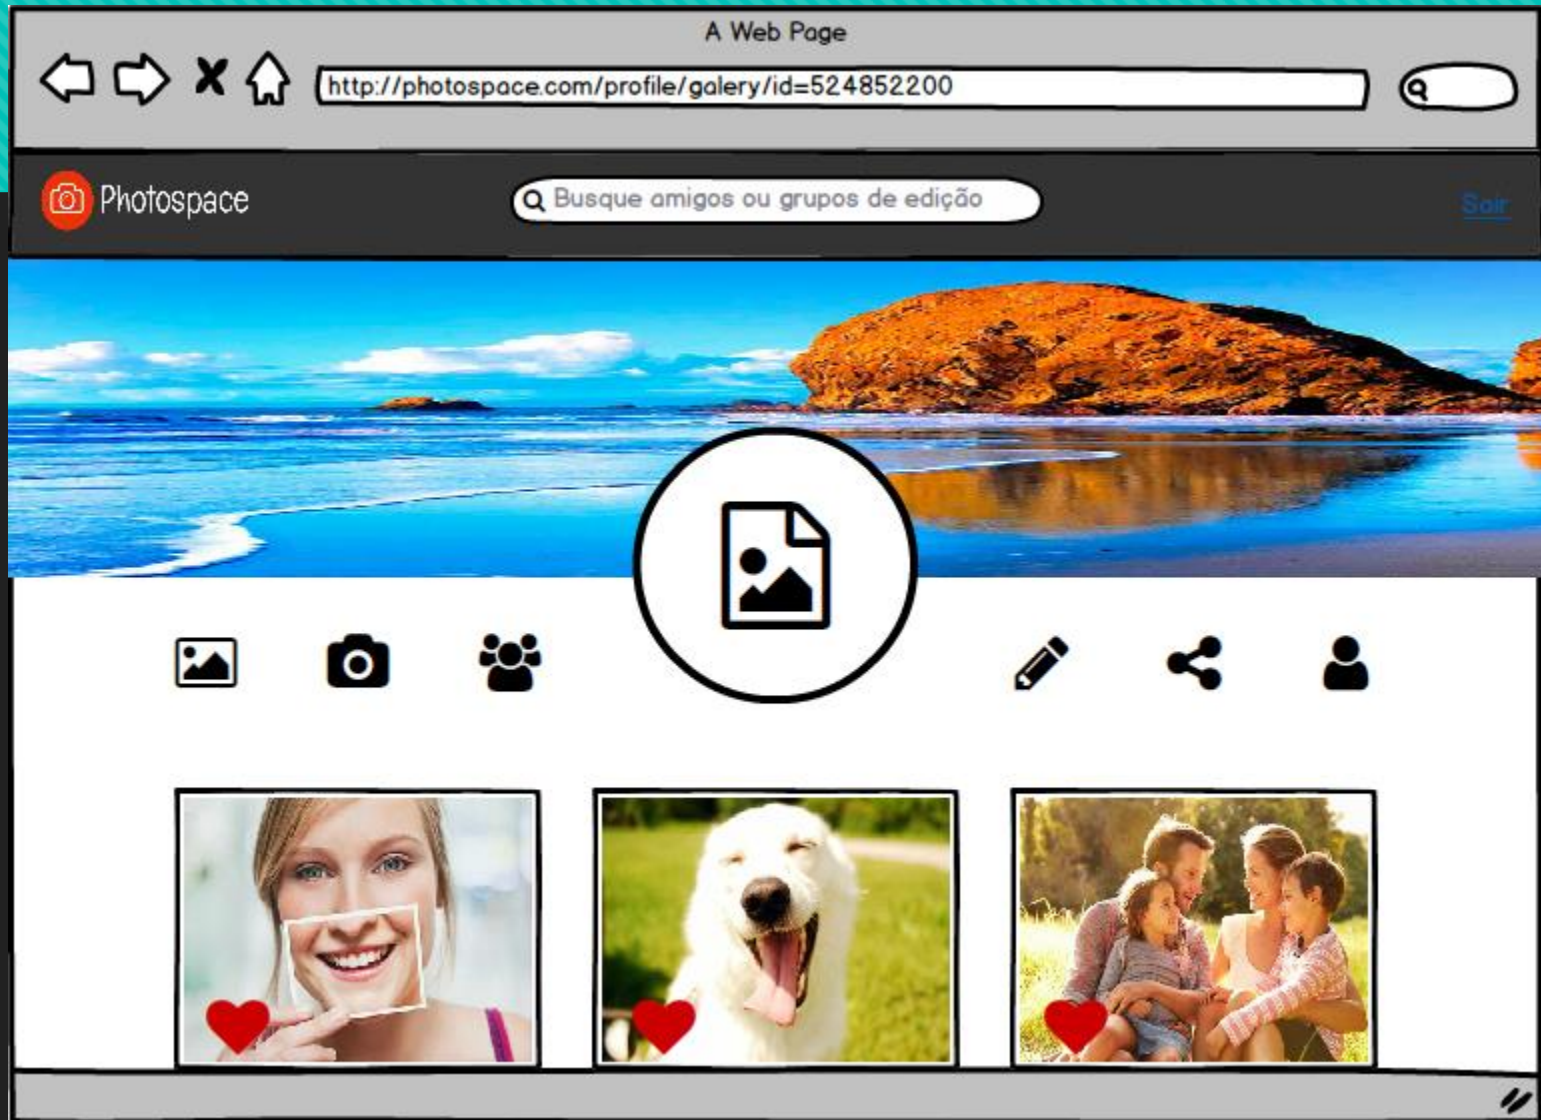 A Web Page
http://photospace.com/profile/galery/id=524852200
Photospace
Busque amigos ou grupos de edição
Sair